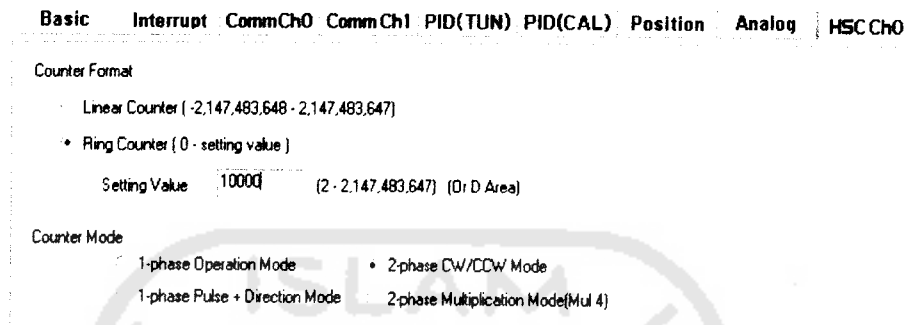 Basic Interrupt CommCh0 Comm Ch1 PID(TUN) PID(CAL) Position Analog HSC Ch0
Counter Format
Linear Counter ( -2,147,483,648 - 2,147,483,647)
Ring Counter ( 0 - setting value )
Setting Value 10000 (2 - 2,147,483,647) (Or D Area)
Counter Mode
1-phase Operation Mode 2-phase CW/CCW Mode
1-phase Pulse + Direction Mode 2-phase Multiplication Mode(Mul 4)
ISLAM